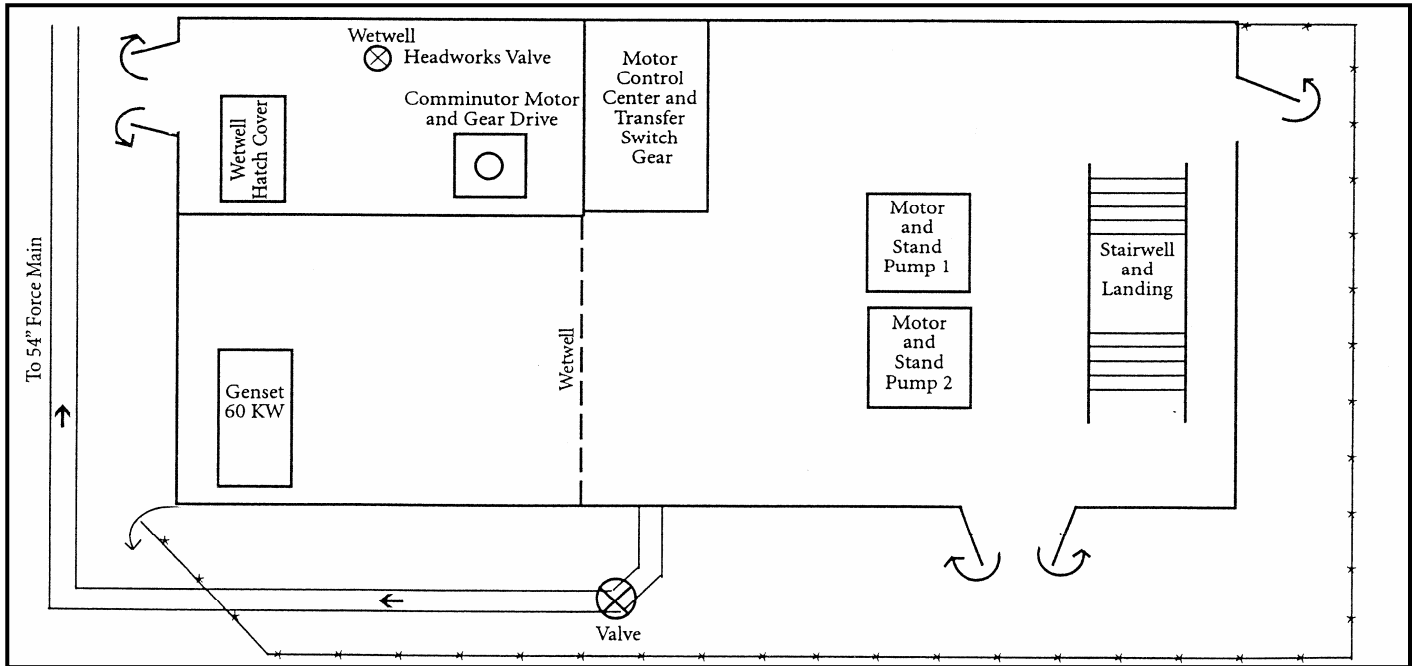 Wetwell
Headworks Valve
Comminutor Motor
and Gear Drive
Wetwell
Hatch Cover
Motor
Control
Center and
Transfer
Switch
Gear
Motor
and
Stand
Pump 1
Stairwell
and
Landing
To 54" Force Main
Wetwell
Motor
and
Stand
Pump 2
Genset
60 KW
Valve